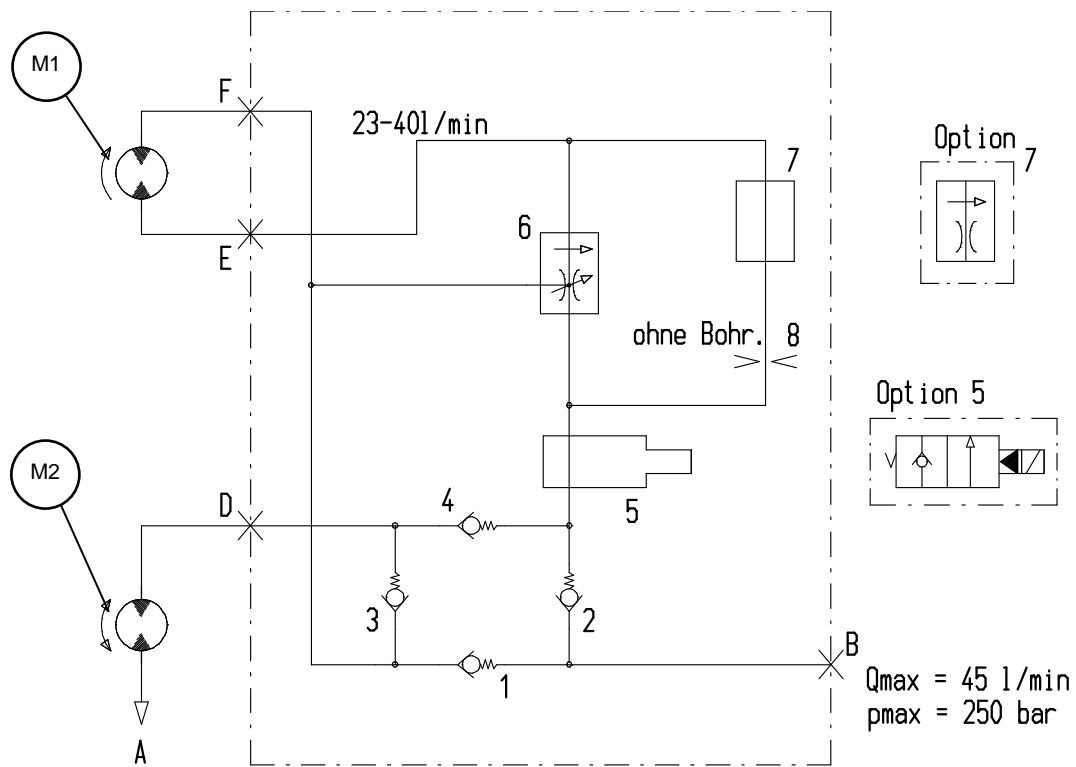 M1
F
23-40l/min
Option 7
7
6
E
ohne Bohr. 8
Option 5
M2
D
4
5
3
2
B
1
Qmax = 45 l/min
pmax = 250 bar
A